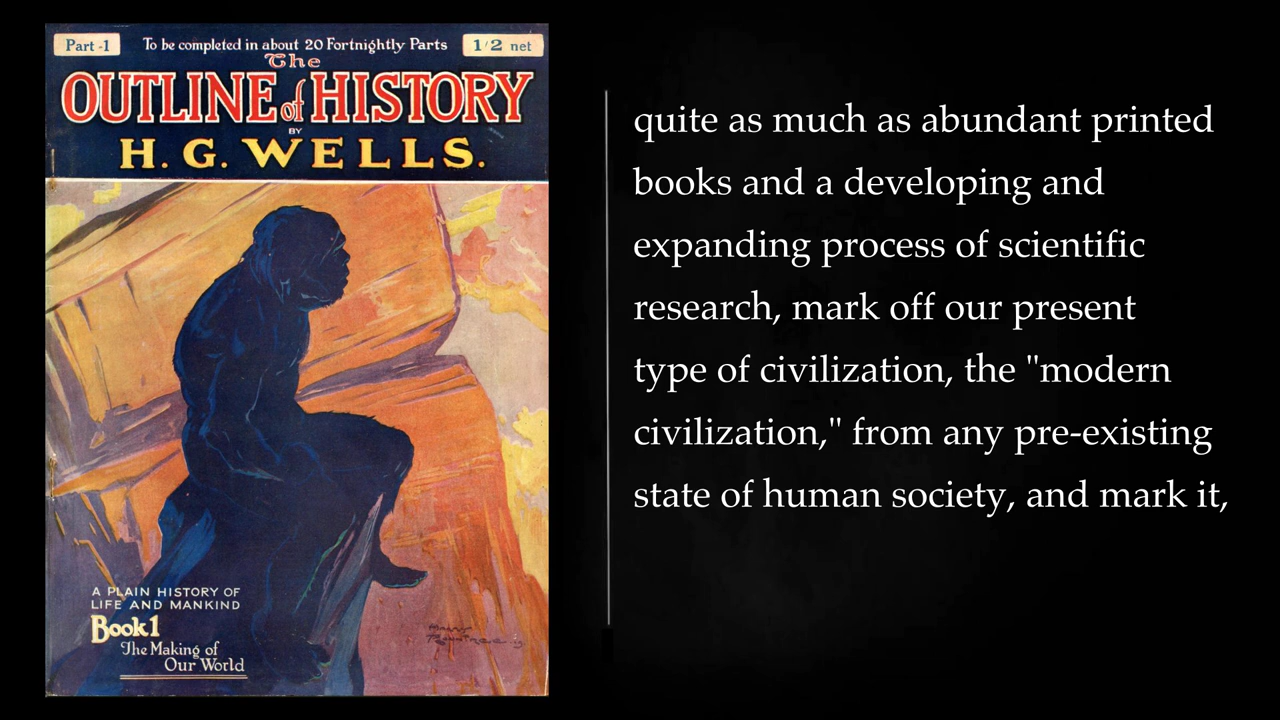 Part -1
To be completed in about 20 Fortnightly Parts
1/2 net
The
OUTLINE of HISTORY
BY
H. G. WELLS.
A PLAIN HISTORY OF
LIFE AND MANKIND
Book 1
The Making of
Our World
quite as much as abundant printed
books and a developing and
expanding process of scientific
research, mark off our present
type of civilization, the "modern
civilization," from any pre-existing
state of human society, and mark it,